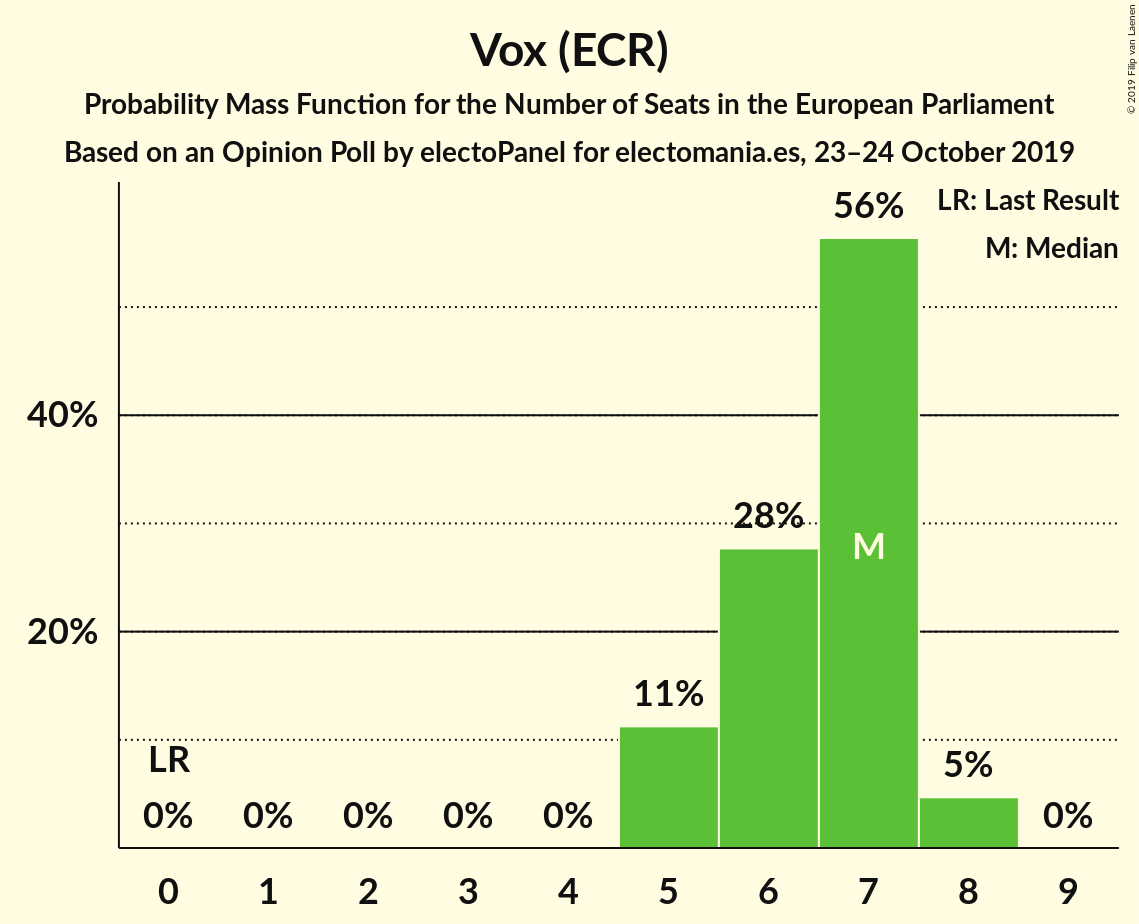 Vox (ECR)
Probability Mass Function for the Number of Seats in the European Parliament
Based on an Opinion Poll by electoPanel for electomania.es, 23–24 October 2019
© 2019 Filip van Laenen
LR: Last Result
M: Median
56%
40%
28%
M
20%
11%
LR
5%
0% 0% 0% 0% 0% 0%
0 1 2 3 4 5 6 7 8 9